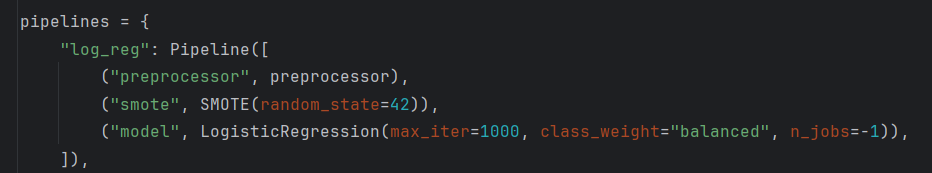 pipelines = {
    "log_reg": Pipeline([
        ("preprocessor", preprocessor),
        ("smote", SMOTE(random_state=42)),
        ("model", LogisticRegression(max_iter=1000, class_weight="balanced", n_jobs=-1)),
    ]),